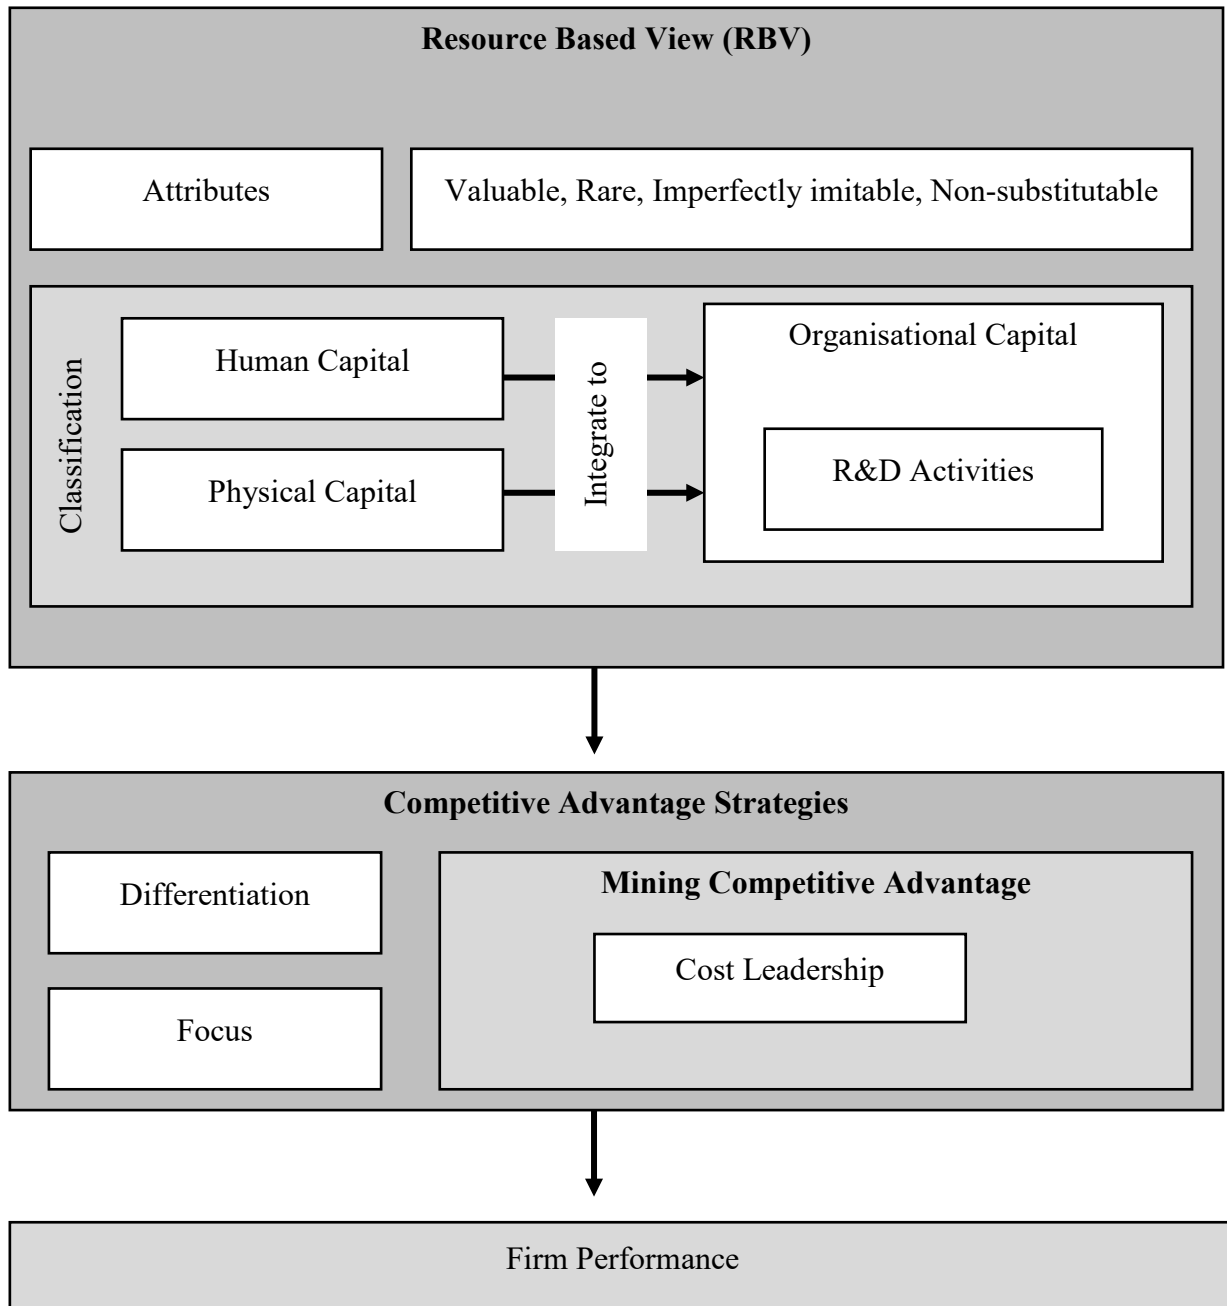 Resource Based View (RBV)
Attributes
Valuable, Rare, Imperfectly imitable, Non-substitutable
Classification
Human Capital
Physical Capital
Integrate to
Organisational Capital
R&D Activities
Competitive Advantage Strategies
Differentiation
Focus
Mining Competitive Advantage
Cost Leadership
Firm Performance